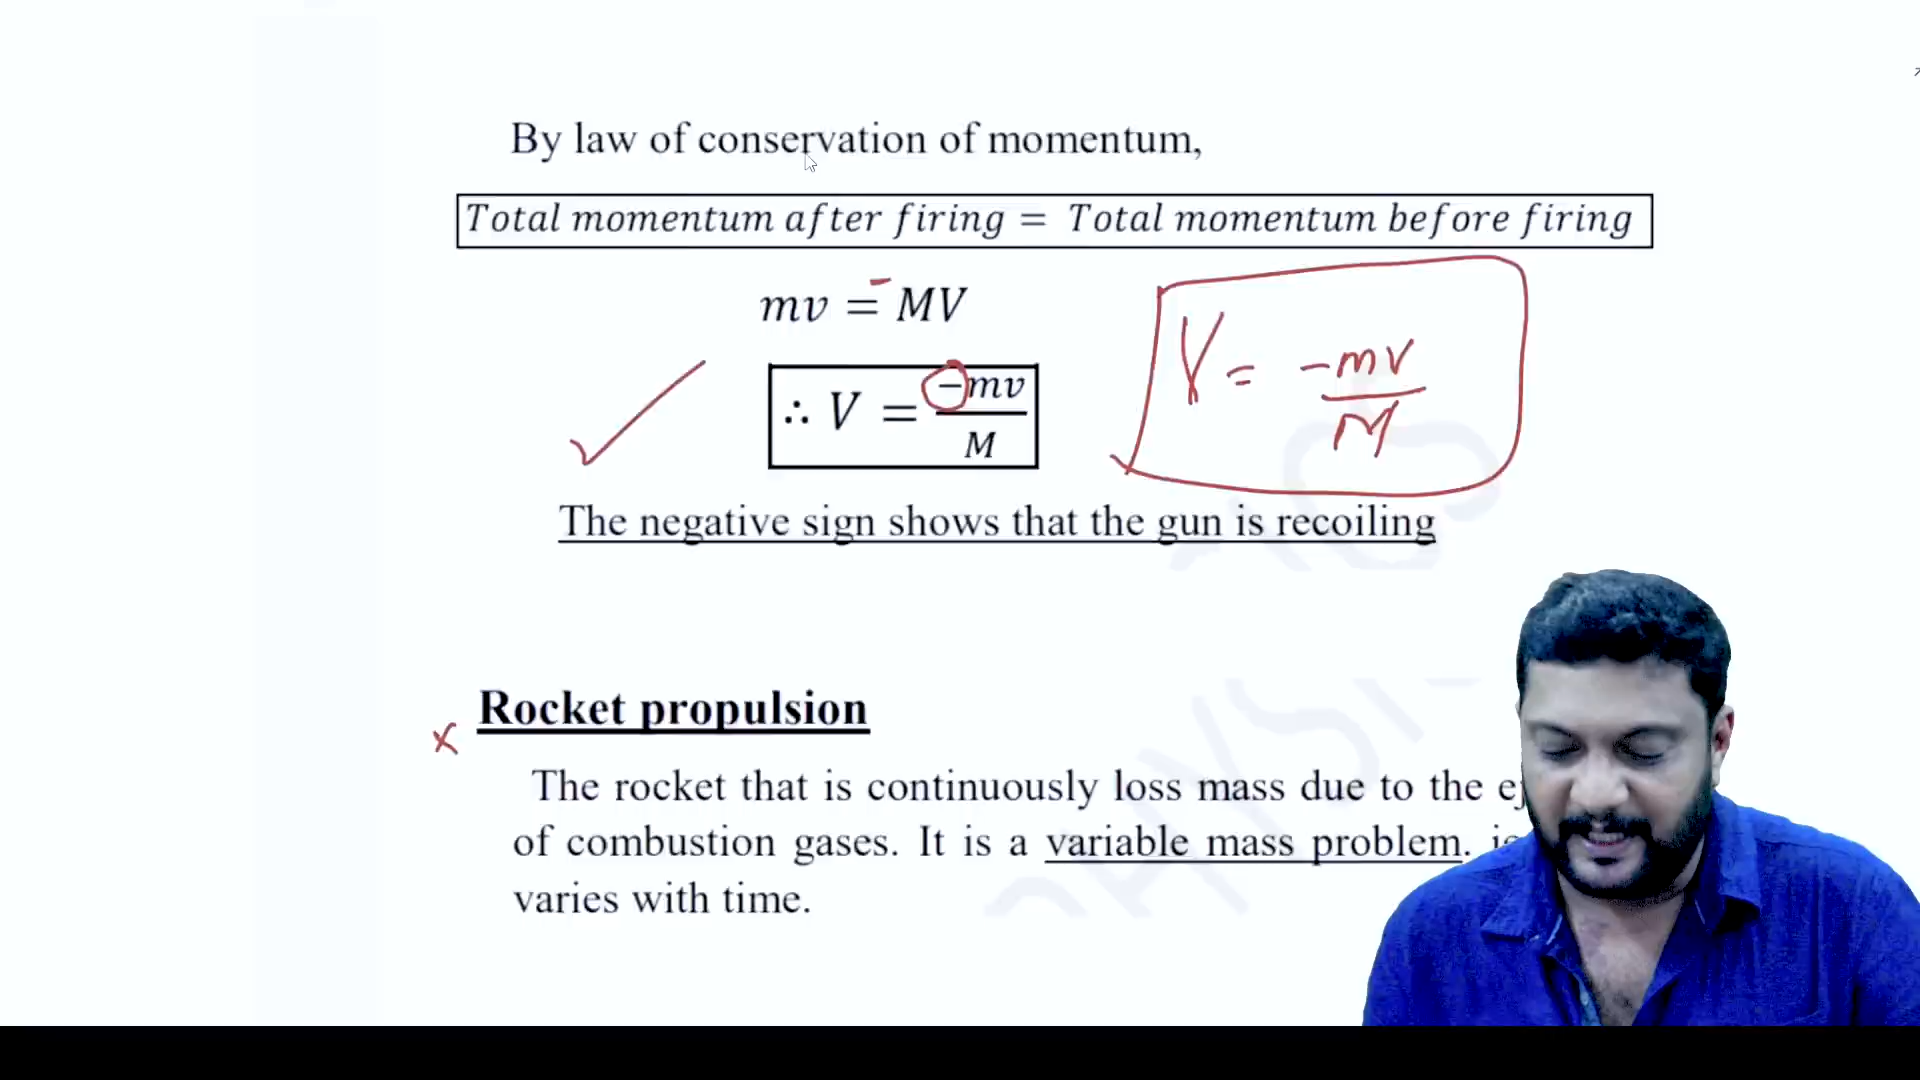 By law of conservation of momentum,
Total momentum after firing = Total momentum before firing
mv = - MV
∴ V = -mv / M
V = -mv / M
The negative sign shows that the gun is recoiling
Rocket propulsion
x
The rocket that is continuously loss mass due to the
of combustion gases. It is a variable mass problem.
varies with time.
PHYSICS